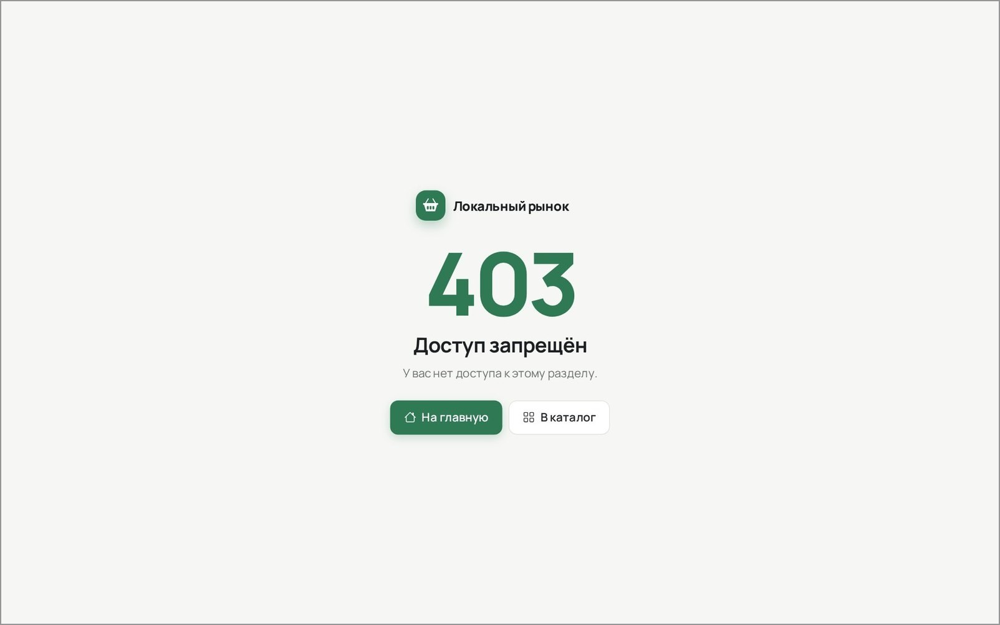 Локальный рынок
403
Доступ запрещён
У вас нет доступа к этому разделу.
На главную
В каталог